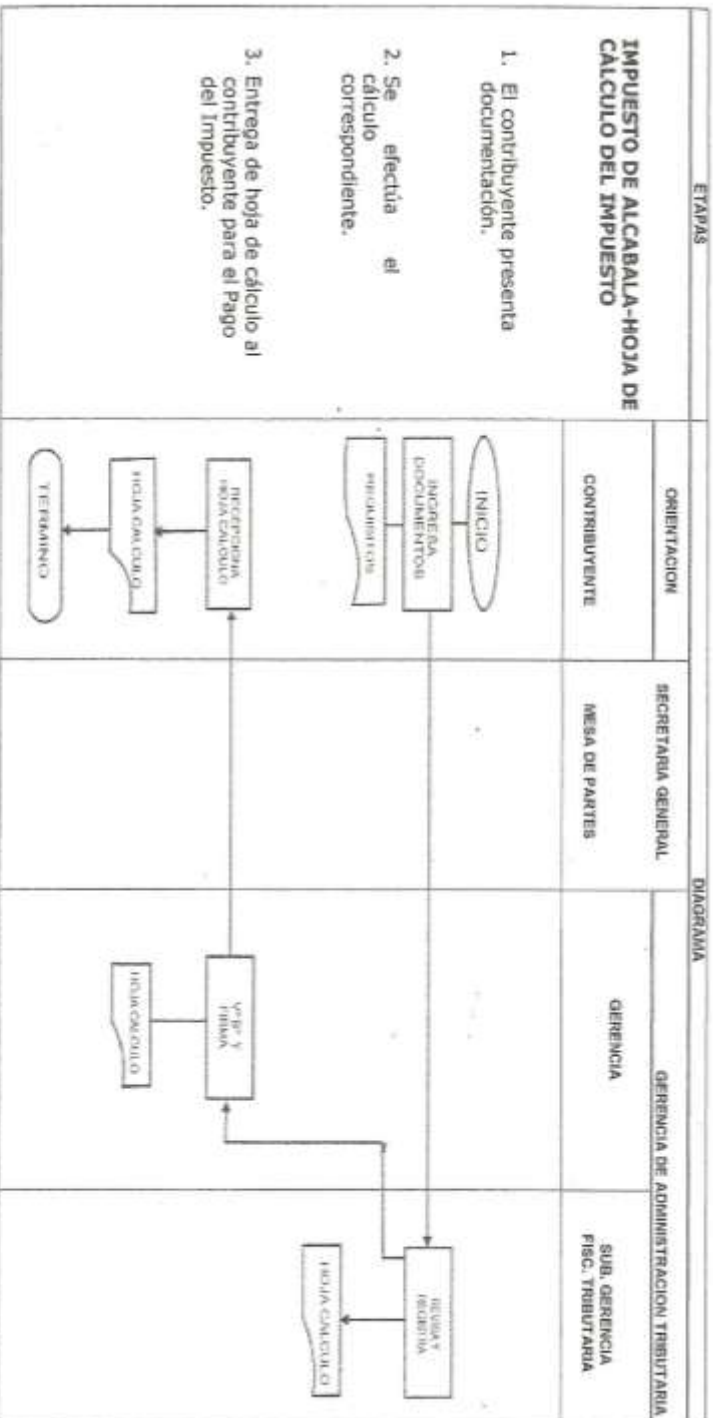 ETAPAS
DIAGRAMA
IMPUESTO DE ALCABALA-HOJA DE
CÁLCULO DEL IMPUESTO
ORIENTACION
SECRETARIA GENERAL
GERENCIA DE ADMINISTRACION TRIBUTARIA
CONTRIBUYENTE
MESA DE PARTES
GERENCIA
SUB. GERENCIA
FISC. TRIBUTARIA
1. El contribuyente presenta
documentación.
2. Se efectúa el
cálculo
correspondiente.
3. Entrega de hoja de cálculo al
contribuyente para el Pago
del Impuesto.
INICIO
INGRESA
DOCUMENTOS
REQUISITOS
REVISA Y
REGISTRA
HOJA CALCULO
V°B° Y
FIRMA
HOJA CALCULO
RECEPCIONA
HOJA CALCULO
HOJA CALCULO
TERMINO